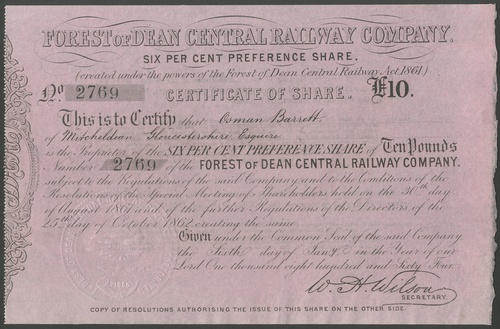 FOREST OF DEAN CENTRAL RAILWAY COMPANY.
SIX PER CENT PREFERENCE SHARE.
(created under the powers of the Forest of Dean Central Railway Act 1861.)
No 2769 CERTIFICATE OF SHARE. £10.
This is to Certify that Osman Barrett
of Mitcheldean Gloucestershire Esquire
is the Proprietor of the SIX PER CENT PREFERENCE SHARE of Ten Pounds
Number 2769 of the FOREST OF DEAN CENTRAL RAILWAY COMPANY.
subject to the Regulations of the said Company and to the Conditions of the
Resolutions of the Special Meeting of Shareholders held on the 30th day
of August 1861 and of the further Regulations of the Directors of the
25th day of October 1862 creating the same.
Given under the Common Seal of the said Company
the Sixth day of Jany. in the Year of our
Lord One thousand eight hundred and Sixty Four.
W. H. Wilson
SECRETARY.
COPY OF RESOLUTIONS AUTHORISING THE ISSUE OF THIS SHARE ON THE OTHER SIDE.